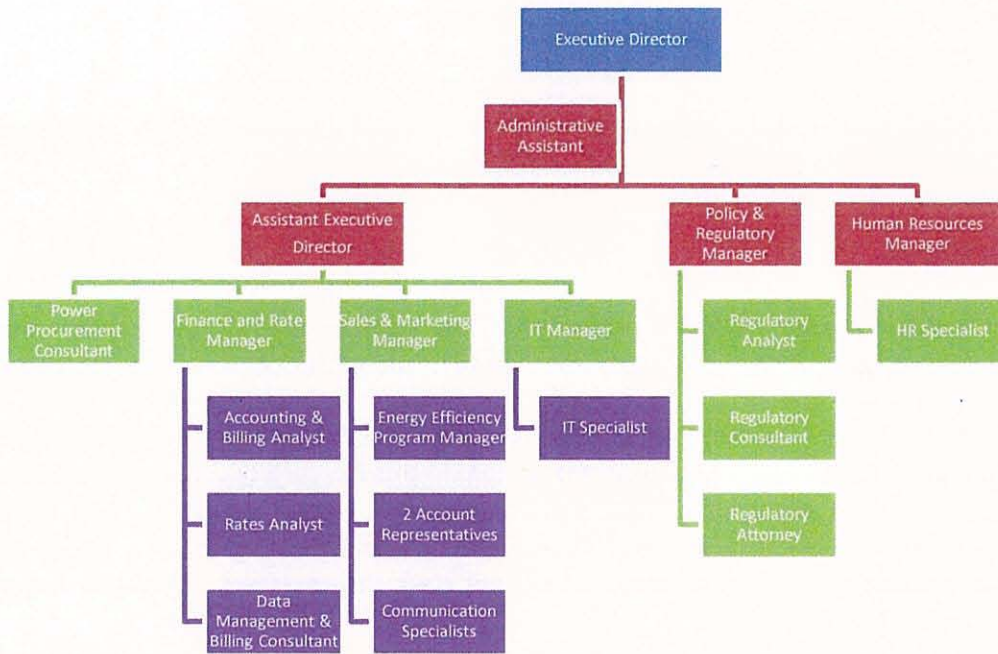 Executive Director
Administrative
Assistant
Assistant Executive
Director
Policy &
Regulatory
Manager
Human Resources
Manager
Power
Procurement
Consultant
Finance and Rate
Manager
Sales & Marketing
Manager
IT Manager
Regulatory
Analyst
HR Specialist
Accounting &
Billing Analyst
Energy Efficiency
Program Manager
IT Specialist
Regulatory
Consultant
Rates Analyst
2 Account
Representatives
Regulatory
Attorney
Data
Management &
Billing Consultant
Communication
Specialists